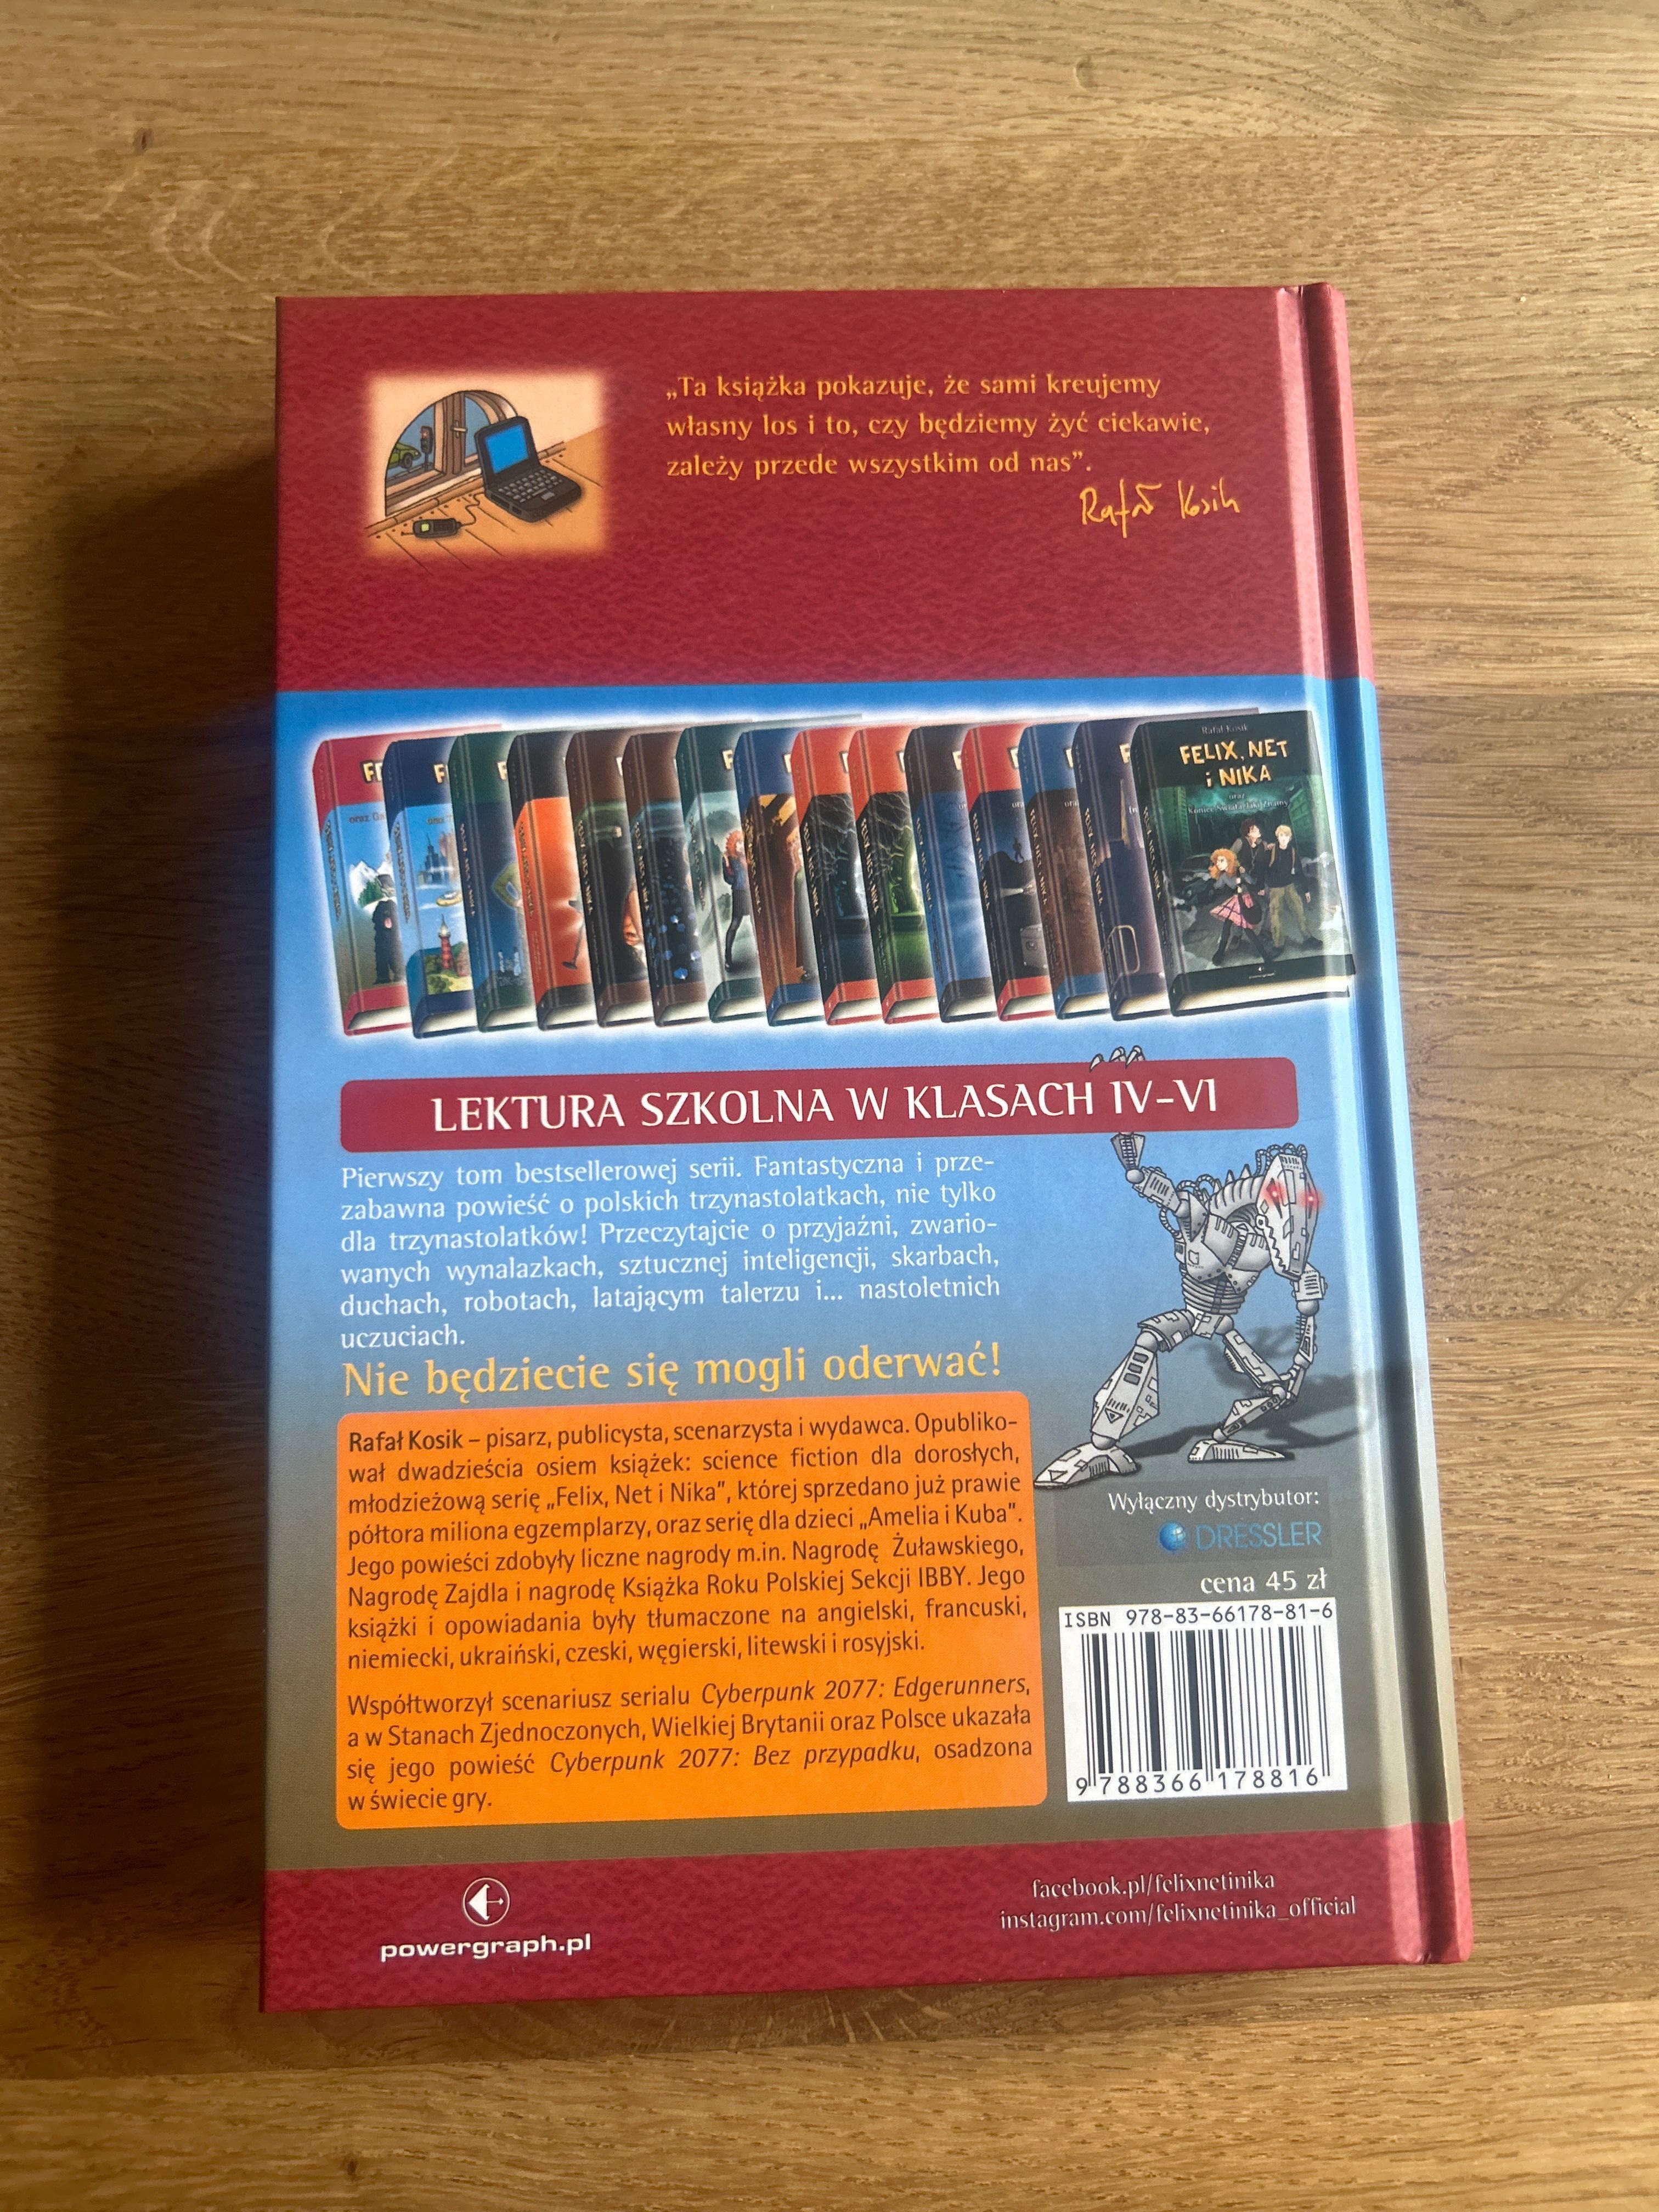 „Ta książka pokazuje, że sami kreujemy
własny los i to, czy będziemy żyć ciekawie,
zależy przede wszystkim od nas”.
Rafał Kosik
Rafał Kosik
FELIX, NET
i NIKA
oraz
Koniec Świata Jaki Znamy
powergraph
LEKTURA SZKOLNA W KLASACH IV–VI
Pierwszy tom bestsellerowej serii. Fantastyczna i prze-
zabawna powieść o polskich trzynastolatkach, nie tylko
dla trzynastolatków! Przeczytajcie o przyjaźni, zwario-
wanych wynalazkach, sztucznej inteligencji, skarbach,
duchach, robotach, latającym talerzu i... nastoletnich
uczuciach.
Nie będziecie się mogli oderwać!
Rafał Kosik – pisarz, publicysta, scenarzysta i wydawca. Opubliko-
wał dwadzieścia osiem książek: science fiction dla dorosłych,
młodzieżową serię „Felix, Net i Nika”, której sprzedano już prawie
półtora miliona egzemplarzy, oraz serię dla dzieci „Amelia i Kuba”.
Jego powieści zdobyły liczne nagrody m.in. Nagrodę Żuławskiego,
Nagrodę Zajdla i nagrodę Książka Roku Polskiej Sekcji IBBY. Jego
książki i opowiadania były tłumaczone na angielski, francuski,
niemiecki, ukraiński, czeski, węgierski, litewski i rosyjski.
Współtworzył scenariusz serialu Cyberpunk 2077: Edgerunners,
a w Stanach Zjednoczonych, Wielkiej Brytanii oraz Polsce ukazała
się jego powieść Cyberpunk 2077: Bez przypadku, osadzona
w świecie gry.
Wyłączny dystrybutor:
DRESSLER
cena 45 zł
ISBN 978-83-66178-81-6
9 788366 178816
powergraph.pl
facebook.pl/felixnetinika
instagram.com/felixnetinika_official